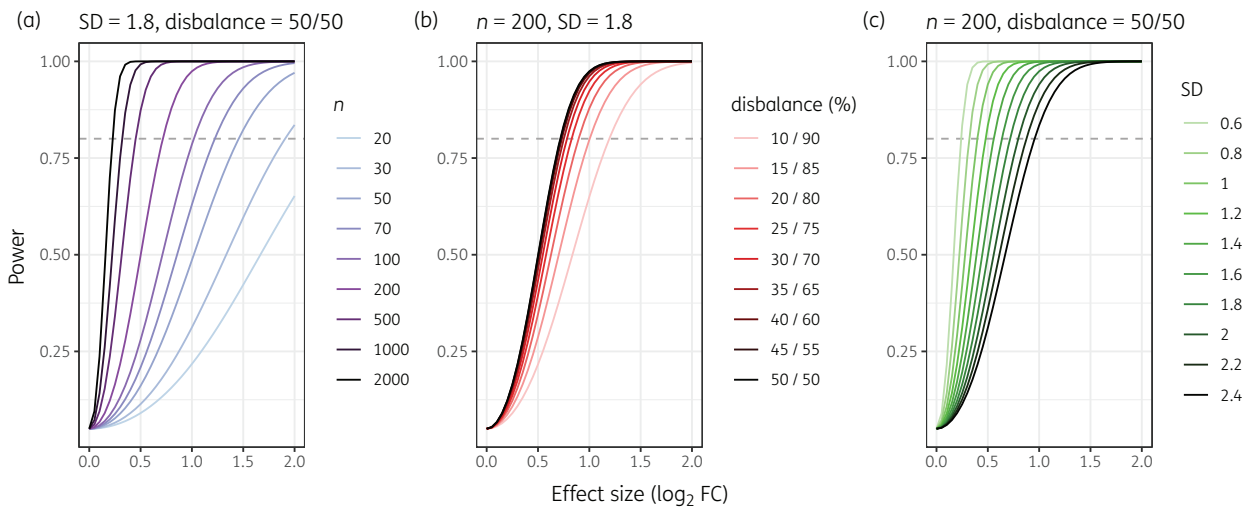 (a) SD = 1.8, disbalance = 50/50
Power
1.00
0.75
0.50
0.25
0.0 0.5 1.0 1.5 2.0
n
20
30
50
70
100
200
500
1000
2000
(b) n = 200, SD = 1.8
1.00
0.75
0.50
0.25
0.0 0.5 1.0 1.5 2.0
Effect size (log₂ FC)
disbalance (%)
10 / 90
15 / 85
20 / 80
25 / 75
30 / 70
35 / 65
40 / 60
45 / 55
50 / 50
(c) n = 200, disbalance = 50/50
1.00
0.75
0.50
0.25
0.0 0.5 1.0 1.5 2.0
SD
0.6
0.8
1
1.2
1.4
1.6
1.8
2
2.2
2.4